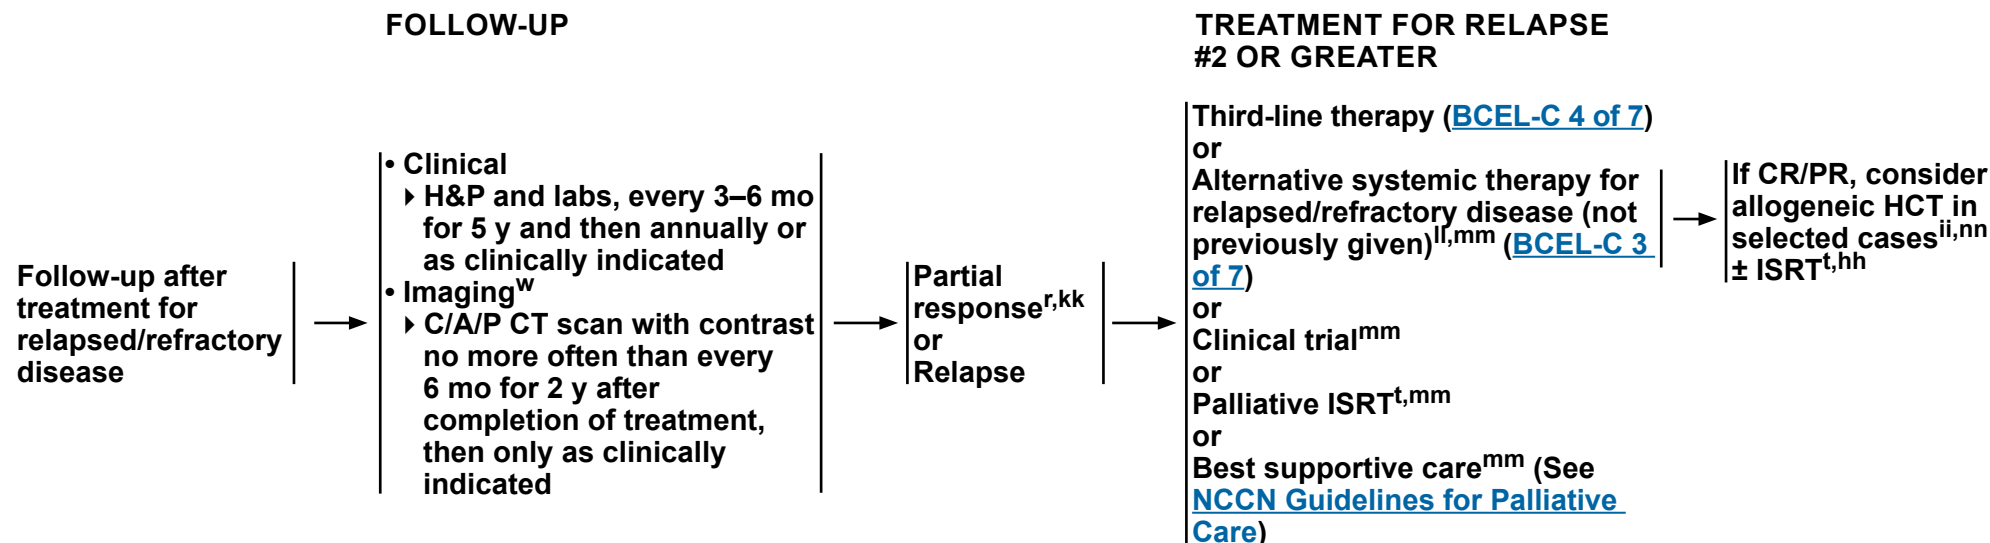 FOLLOW-UP
TREATMENT FOR RELAPSE
#2 OR GREATER
Follow-up after
treatment for
relapsed/refractory
disease
• Clinical
▸ H&P and labs, every 3–6 mo
for 5 y and then annually or
as clinically indicated
• Imagingʷ
▸ C/A/P CT scan with contrast
no more often than every
6 mo for 2 y after
completion of treatment,
then only as clinically
indicated
Partial
responseʳ,ᵏᵏ
or
Relapse
Third-line therapy (BCEL-C 4 of 7)
or
Alternative systemic therapy for
relapsed/refractory disease (not
previously given)ˡˡ,ᵐᵐ (BCEL-C 3
of 7)
or
Clinical trialᵐᵐ
or
Palliative ISRTᵗ,ᵐᵐ
or
Best supportive careᵐᵐ (See
NCCN Guidelines for Palliative
Care)
If CR/PR, consider
allogeneic HCT in
selected casesⁱⁱ,ⁿⁿ
± ISRTᵗ,ʰʰ